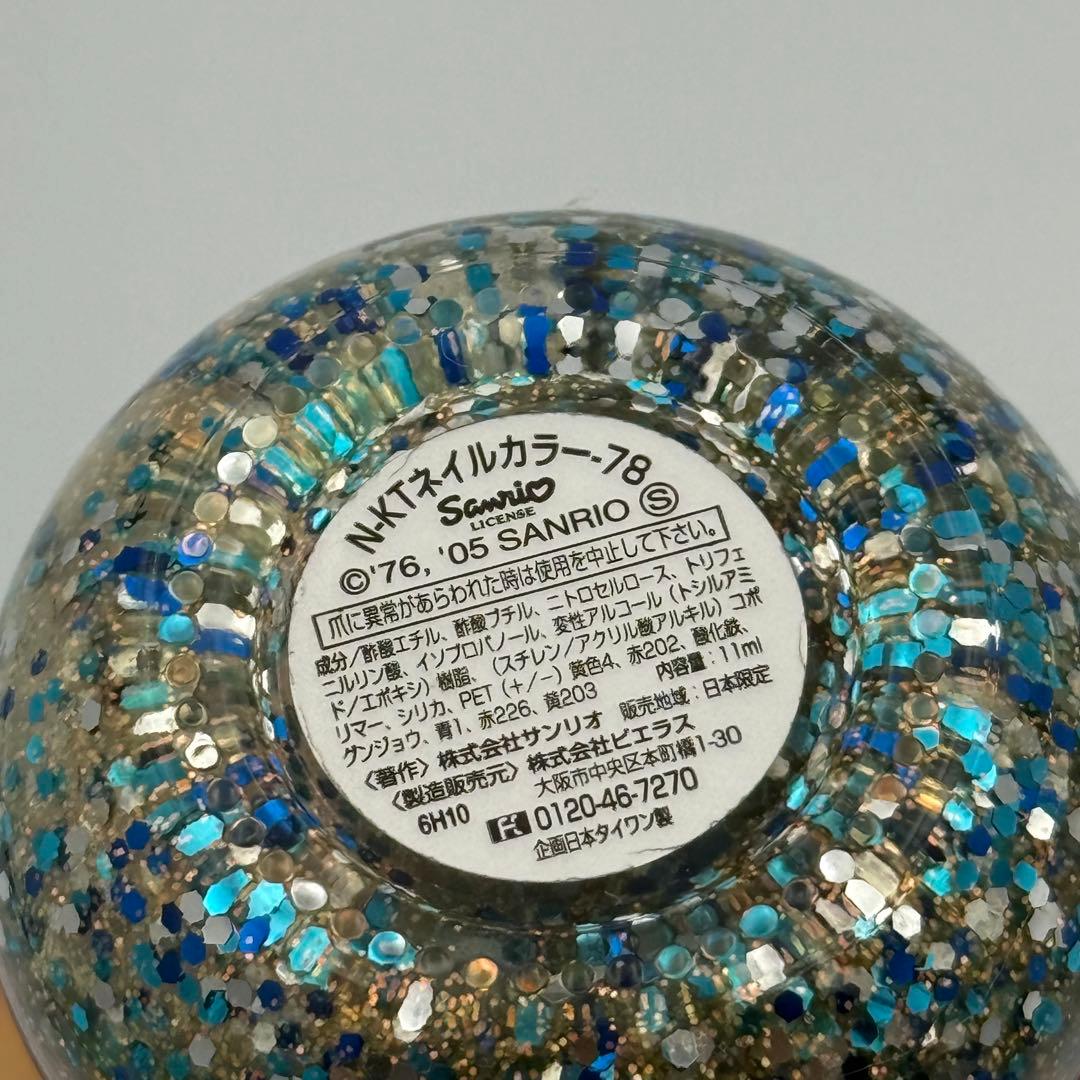 N-KTネイルカラー-78
Sanrio
LICENSE
©'76, '05 SANRIO Ⓢ
爪に異常があらわれた時は使用を中止して下さい。
成分/酢酸エチル、酢酸ブチル、ニトロセルロース、トリフェ
ニルリン酸、イソプロパノール、変性アルコール (トシルアミ
ド/エポキシ) 樹脂、(スチレン/アクリル酸アルキル) コポ
リマー、シリカ、PET (+/-) 黄色4、赤202、酸化鉄、
グンジョウ、青1、赤226、黄203 内容量:11ml
〈著作〉株式会社サンリオ 販売地域:日本限定
〈製造販売元〉株式会社ビエラス
大阪市中央区本町橋1-30
6H10 0120-46-7270
企画日本タイワン製